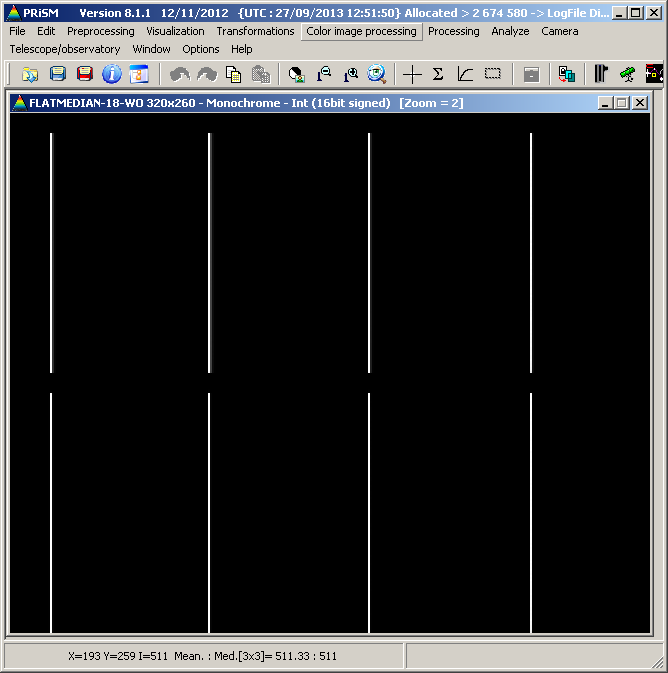 PRiSM Version 8.1.1 12/11/2012 {UTC : 27/09/2013 12:51:50} Allocated > 2 674 580 -> LogFile Di...
File Edit Preprocessing Visualization Transformations Color image processing Processing Analyze Camera
Telescope/observatory Window Options Help
FLATMEDIAN-18-WO 320x260 - Monochrome - Int (16bit signed) [Zoom = 2]
X=193 Y=259 I=511 Mean. : Med.[3x3]= 511.33 : 511